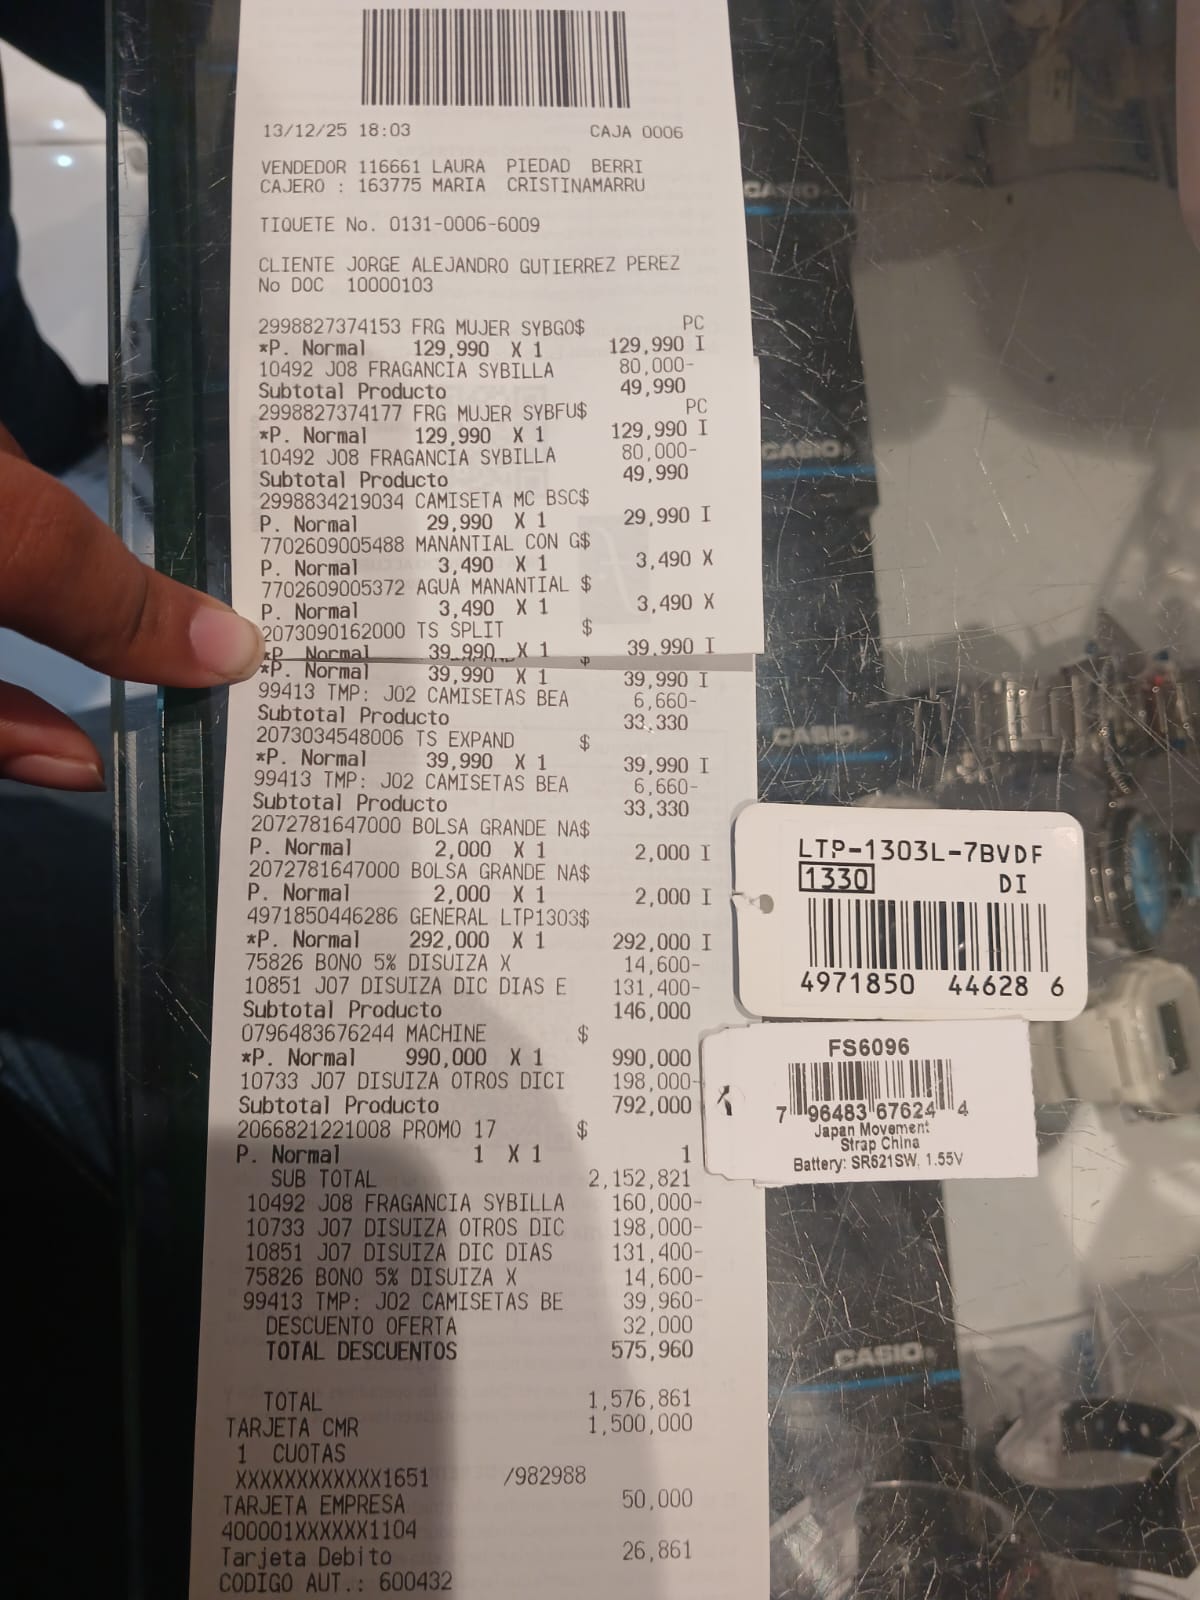 13/12/25 18:03 CAJA 0006
VENDEDOR 116661 LAURA PIEDAD BERRI
CAJERO : 163775 MARIA CRISTINAMARRU
TIQUETE No. 0131-0006-6009
CLIENTE JORGE ALEJANDRO GUTIERREZ PEREZ
No DOC 10000103
2998827374153 FRG MUJER SYBGO$ PC
*P. Normal 129,990 X 1 129,990 I
10492 J08 FRAGANCIA SYBILLA 80,000-
Subtotal Producto 49,990
2998827374177 FRG MUJER SYBFU$ PC
*P. Normal 129,990 X 1 129,990 I
10492 J08 FRAGANCIA SYBILLA 80,000-
Subtotal Producto 49,990
2998834219034 CAMISETA MC BSC$
P. Normal 29,990 X 1 29,990 I
7702609005488 MANANTIAL CON G$
P. Normal 3,490 X 1 3,490 X
7702609005372 AGUA MANANTIAL $
P. Normal 3,490 X 1 3,490 X
2073090162000 TS SPLIT $
*P. Normal 39,990 X 1 39,990 I
*P. Normal 39,990 X 1 39,990 I
99413 TMP: J02 CAMISETAS BEA 6,660-
Subtotal Producto 33,330
2073034548006 TS EXPAND $
*P. Normal 39,990 X 1 39,990 I
99413 TMP: J02 CAMISETAS BEA 6,660-
Subtotal Producto 33,330
2072781647000 BOLSA GRANDE NA$
P. Normal 2,000 X 1 2,000 I
2072781647000 BOLSA GRANDE NA$
P. Normal 2,000 X 1 2,000 I
4971850446286 GENERAL LTP1303$
*P. Normal 292,000 X 1 292,000 I
75826 BONO 5% DISUIZA X 14,600-
10851 J07 DISUIZA DIC DIAS E 131,400-
Subtotal Producto 146,000
0796483676244 MACHINE $
*P. Normal 990,000 X 1 990,000
10733 J07 DISUIZA OTROS DICI 198,000-
Subtotal Producto 792,000
2066821221008 PROMO 17 $
P. Normal 1 X 1 1
SUB TOTAL 2,152,821
10492 J08 FRAGANCIA SYBILLA 160,000-
10733 J07 DISUIZA OTROS DIC 198,000-
10851 J07 DISUIZA DIC DIAS 131,400-
75826 BONO 5% DISUIZA X 14,600-
99413 TMP: J02 CAMISETAS BE 39,960-
DESCUENTO OFERTA 32,000
TOTAL DESCUENTOS 575,960
TOTAL 1,576,861
TARJETA CMR 1,500,000
1 CUOTAS
XXXXXXXXXXXX1651 /982988
TARJETA EMPRESA 50,000
400001XXXXXX1104
Tarjeta Debito 26,861
CODIGO AUT.: 600432
LTP-1303L-7BVDF
1330 DI
4971850 44628 6
FS6096
7 96483 67624 4
Japan Movement
Strap China
Battery: SR621SW, 1.55V
CASIO
CASIO
CASIO
CASIO